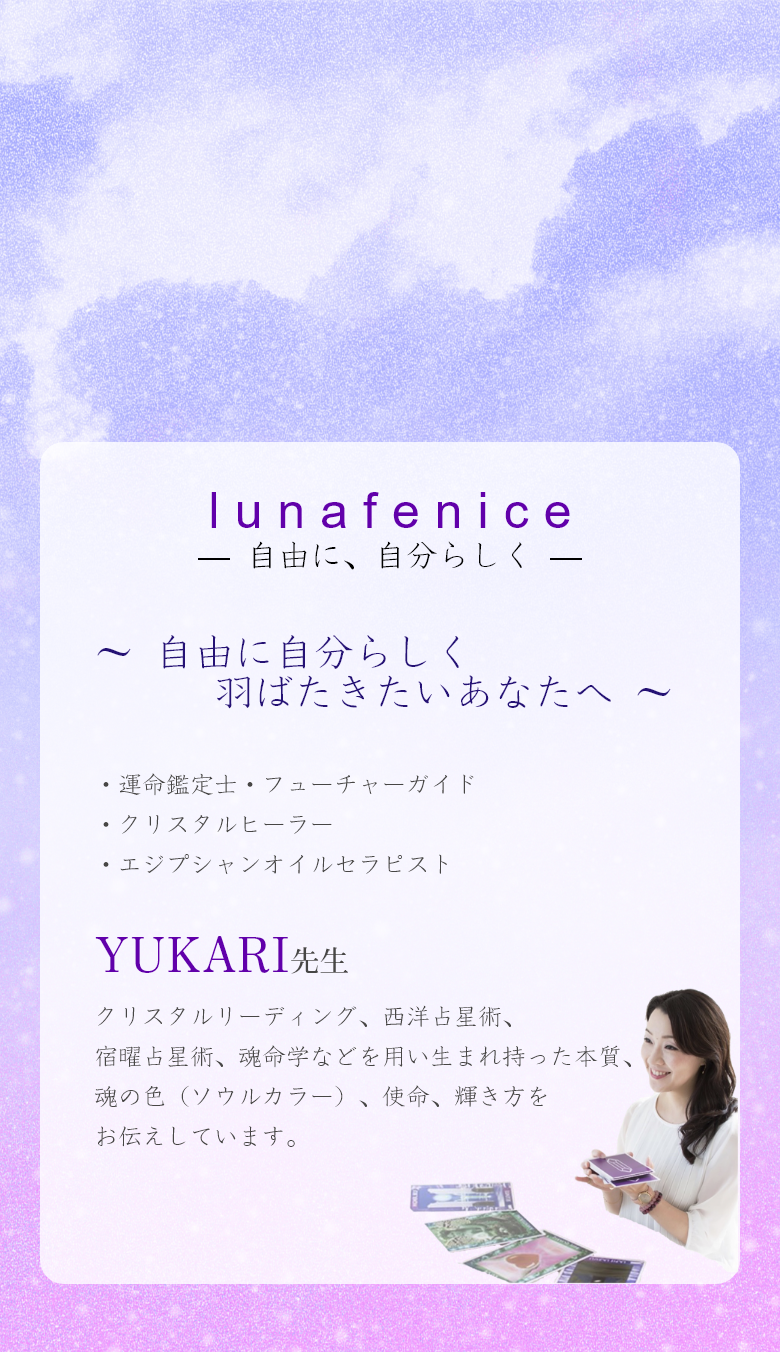 lunafenice
― 自由に、自分らしく ―
～ 自由に自分らしく
羽ばたきたいあなたへ ～
・運命鑑定士・フューチャーガイド
・クリスタルヒーラー
・エジプシャンオイルセラピスト
YUKARI先生
クリスタルリーディング、西洋占星術、
宿曜占星術、魂命学などを用い生まれ持った本質、
魂の色（ソウルカラー）、使命、輝き方を
お伝えしています。